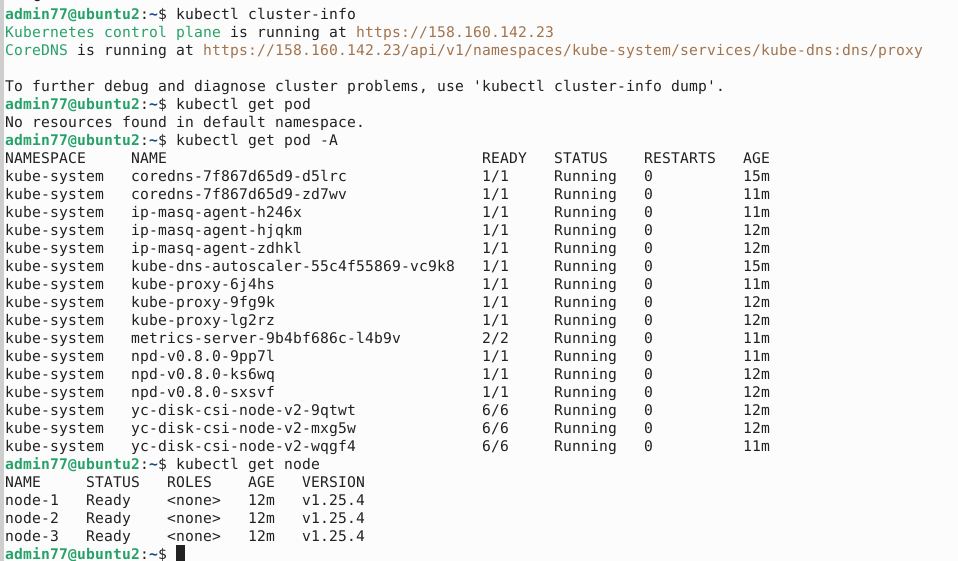 admin77@ubuntu2:~$ kubectl cluster-info
Kubernetes control plane is running at https://158.160.142.23
CoreDNS is running at https://158.160.142.23/api/v1/namespaces/kube-system/services/kube-dns:dns/proxy

To further debug and diagnose cluster problems, use 'kubectl cluster-info dump'.
admin77@ubuntu2:~$ kubectl get pod
No resources found in default namespace.
admin77@ubuntu2:~$ kubectl get pod -A
NAMESPACE     NAME                                   READY   STATUS    RESTARTS   AGE
kube-system   coredns-7f867d65d9-d5lrc               1/1     Running   0          15m
kube-system   coredns-7f867d65d9-zd7wv               1/1     Running   0          11m
kube-system   ip-masq-agent-h246x                    1/1     Running   0          11m
kube-system   ip-masq-agent-hjqkm                    1/1     Running   0          12m
kube-system   ip-masq-agent-zdhkl                    1/1     Running   0          12m
kube-system   kube-dns-autoscaler-55c4f55869-vc9k8   1/1     Running   0          15m
kube-system   kube-proxy-6j4hs                       1/1     Running   0          11m
kube-system   kube-proxy-9fg9k                       1/1     Running   0          12m
kube-system   kube-proxy-lg2rz                       1/1     Running   0          12m
kube-system   metrics-server-9b4bf686c-l4b9v         2/2     Running   0          11m
kube-system   npd-v0.8.0-9pp7l                       1/1     Running   0          11m
kube-system   npd-v0.8.0-ks6wq                       1/1     Running   0          12m
kube-system   npd-v0.8.0-sxsvf                       1/1     Running   0          12m
kube-system   yc-disk-csi-node-v2-9qtwt              6/6     Running   0          12m
kube-system   yc-disk-csi-node-v2-mxg5w              6/6     Running   0          12m
kube-system   yc-disk-csi-node-v2-wqgf4              6/6     Running   0          11m
admin77@ubuntu2:~$ kubectl get node
NAME     STATUS   ROLES    AGE   VERSION
node-1   Ready    <none>   12m   v1.25.4
node-2   Ready    <none>   12m   v1.25.4
node-3   Ready    <none>   12m   v1.25.4
admin77@ubuntu2:~$